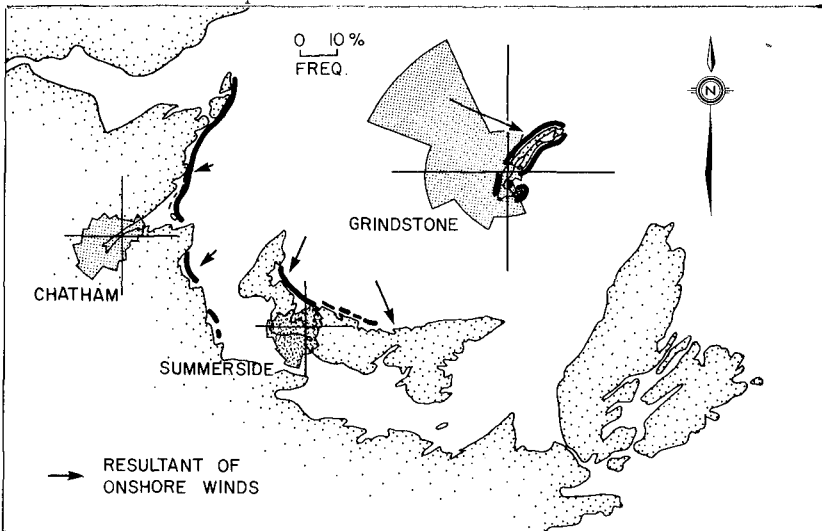 0 10 %
FREQ.
N
GRINDSTONE
CHATHAM
SUMMERSIDE
RESULTANT OF
ONSHORE WINDS